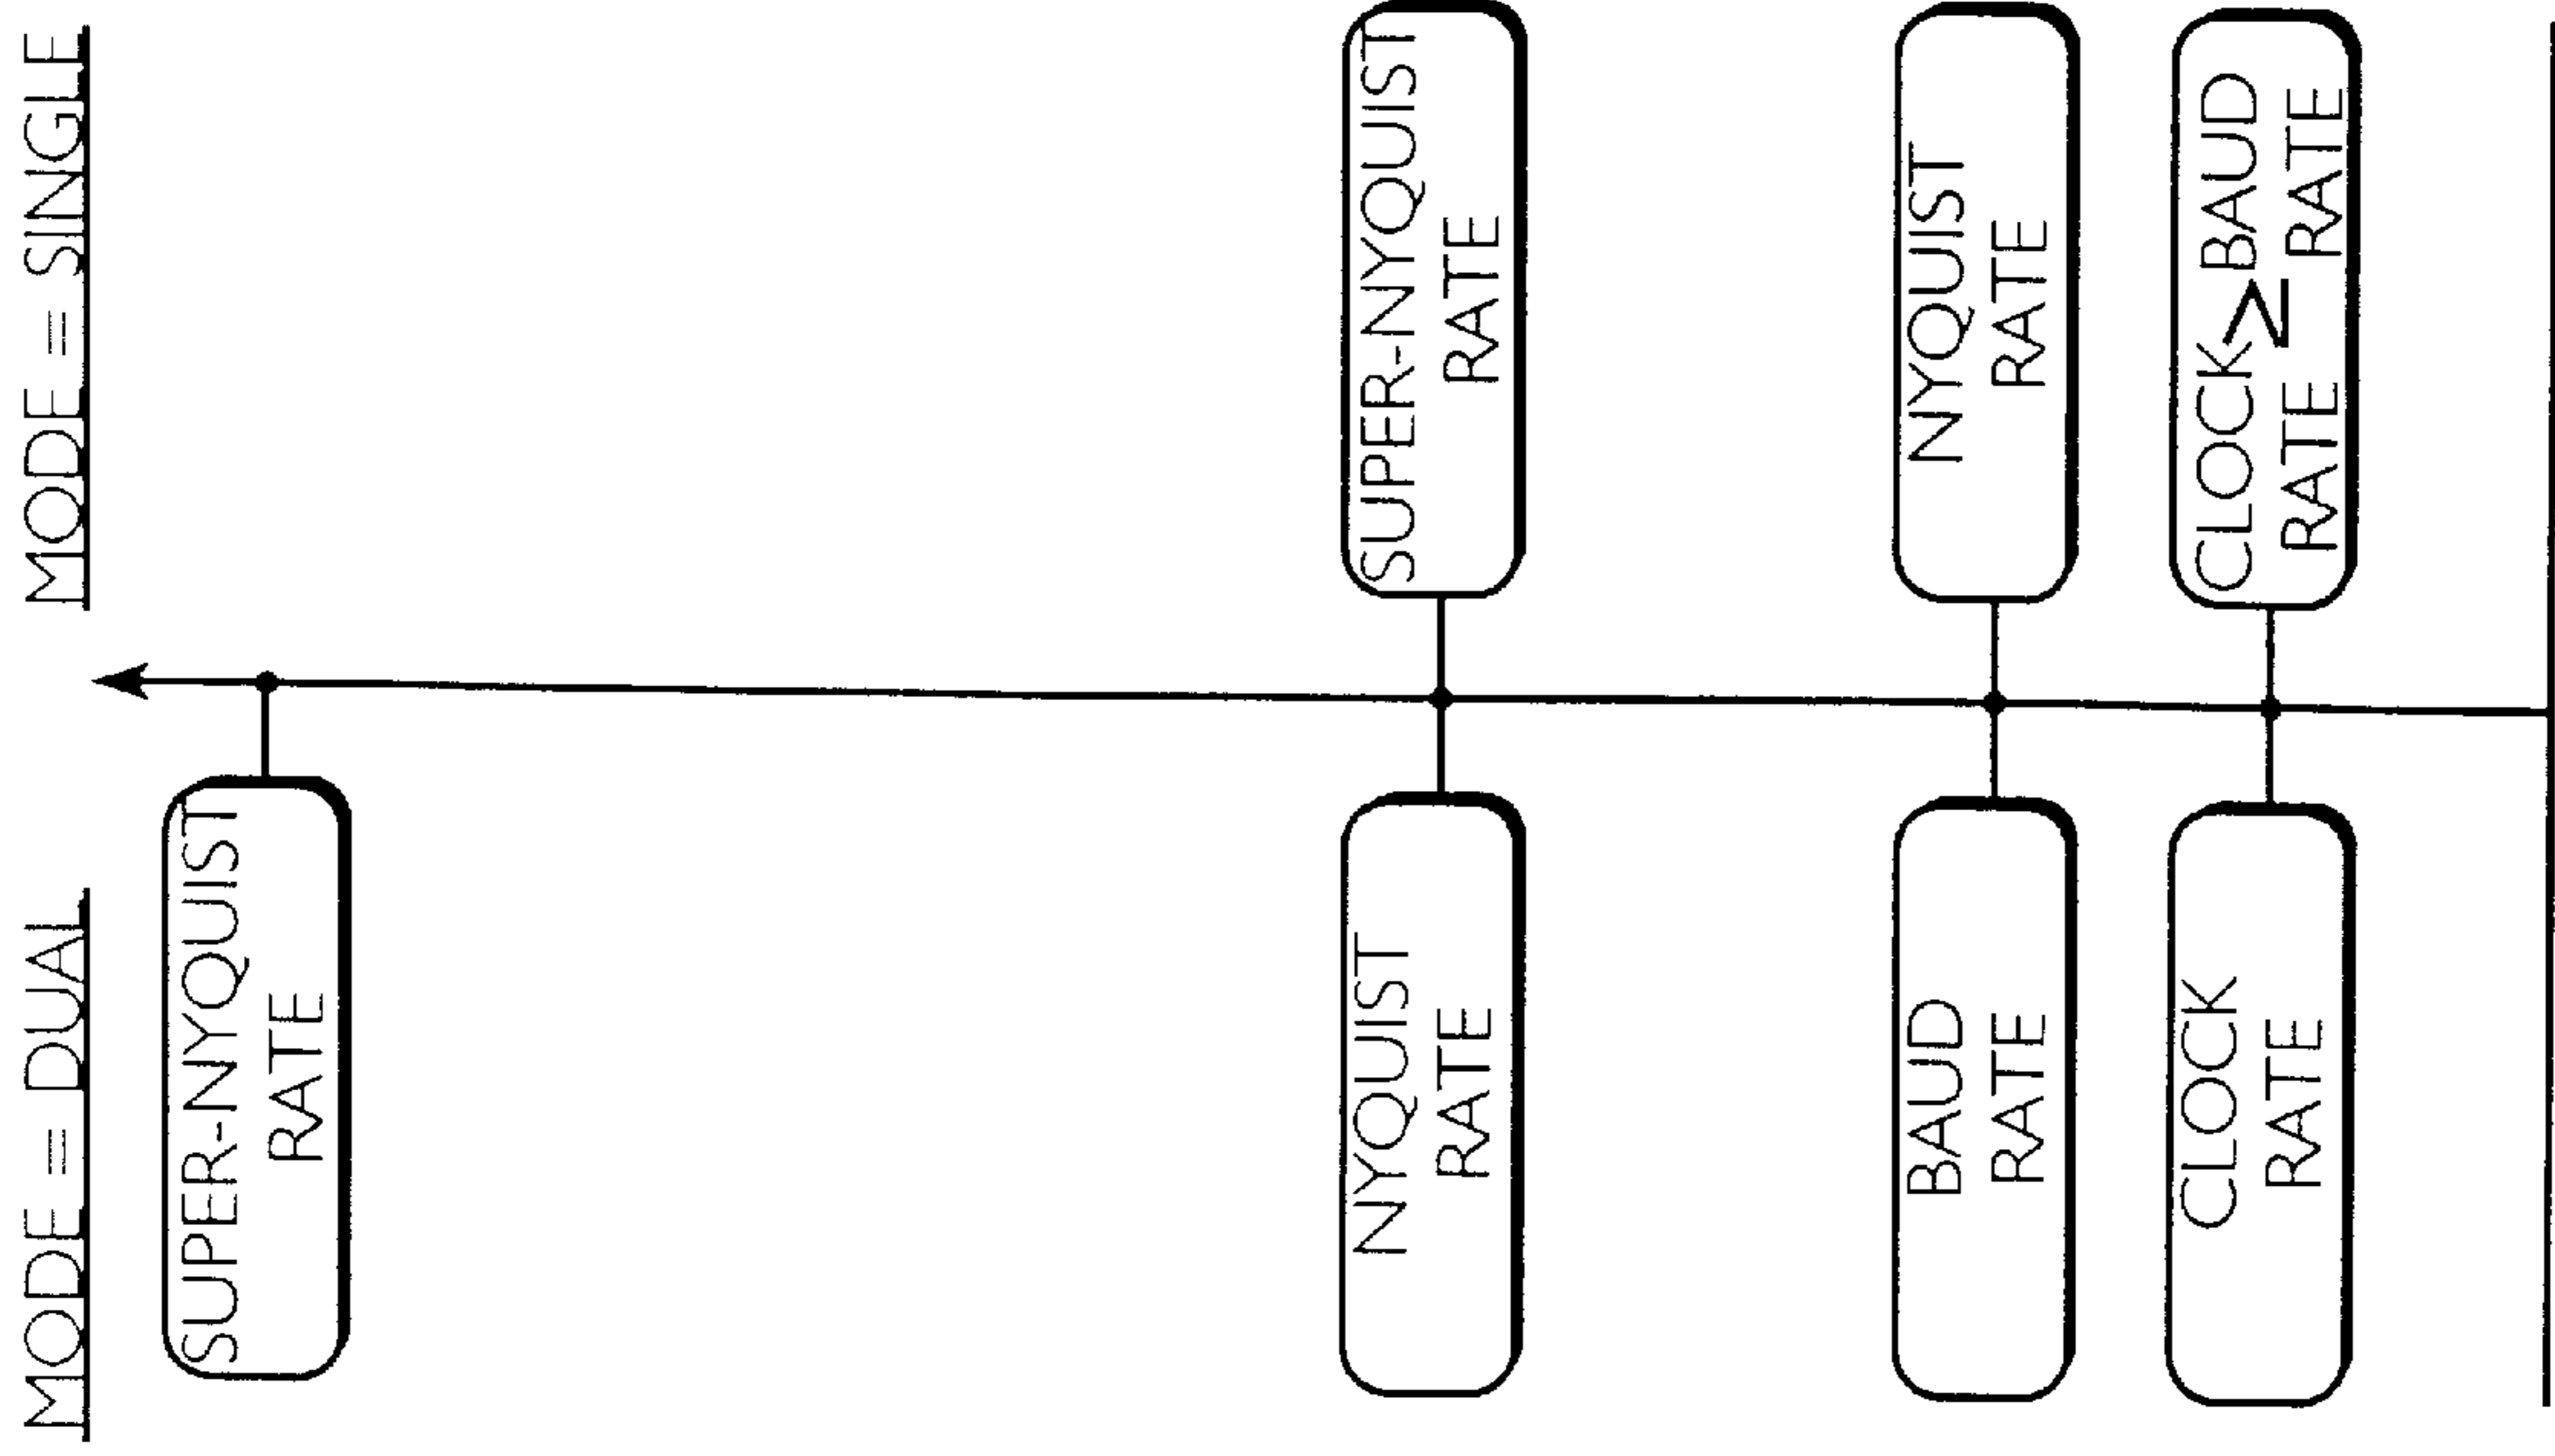 MODE = DUAL
MODE = SINGLE
SUPER-NYQUIST
RATE
NYQUIST
RATE
SUPER-NYQUIST
RATE
BAUD
RATE
NYQUIST
RATE
CLOCK
RATE
CLOCK ≥ BAUD
RATE RATE